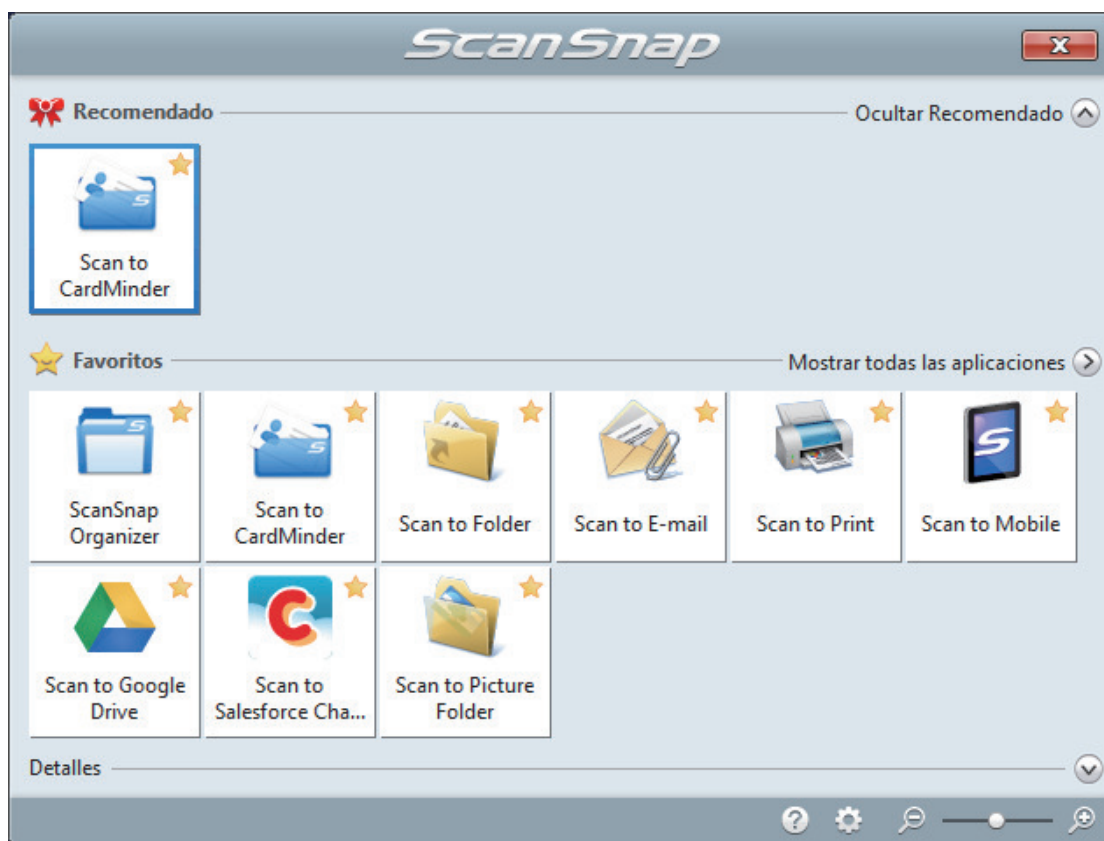 ScanSnap
Recomendado
Ocultar Recomendado
Scan to
CardMinder
Favoritos
Mostrar todas las aplicaciones
ScanSnap
Organizer
Scan to
CardMinder
Scan to Folder
Scan to E-mail
Scan to Print
Scan to Mobile
Scan to Google
Drive
Scan to
Salesforce Cha...
Scan to Picture
Folder
Detalles